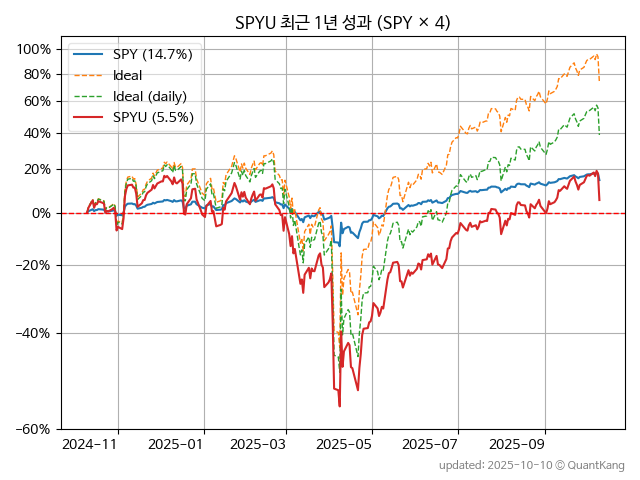 SPYU 최근 1년 성과 (SPY × 4)
100%
80%
60%
40%
20%
0%
−20%
−40%
−60%
SPY (14.7%)
Ideal
Ideal (daily)
SPYU (5.5%)
2024-11
2025-01
2025-03
2025-05
2025-07
2025-09
updated: 2025-10-10 © QuantKang